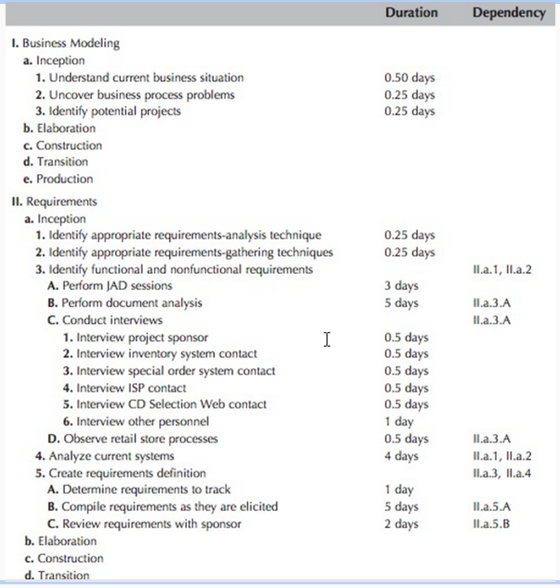 Duration Dependency
I. Business Modeling
a. Inception
1. Understand current business situation 0.50 days
2. Uncover business process problems 0.25 days
3. Identify potential projects 0.25 days
b. Elaboration
c. Construction
d. Transition
e. Production
II. Requirements
a. Inception
1. Identify appropriate requirements-analysis technique 0.25 days
2. Identify appropriate requirements-gathering techniques 0.25 days
3. Identify functional and nonfunctional requirements II.a.1, II.a.2
A. Perform JAD sessions 3 days
B. Perform document analysis 5 days II.a.3.A
C. Conduct interviews II.a.3.A
1. Interview project sponsor 0.5 days
2. Interview inventory system contact 0.5 days
3. Interview special order system contact 0.5 days
4. Interview ISP contact 0.5 days
5. Interview CD Selection Web contact 0.5 days
6. Interview other personnel 1 day
D. Observe retail store processes 0.5 days II.a.3.A
4. Analyze current systems 4 days II.a.1, II.a.2
5. Create requirements definition II.a.3, II.a.4
A. Determine requirements to track 1 day
B. Compile requirements as they are elicited 5 days II.a.5.A
C. Review requirements with sponsor 2 days II.a.5.B
b. Elaboration
c. Construction
d. Transition